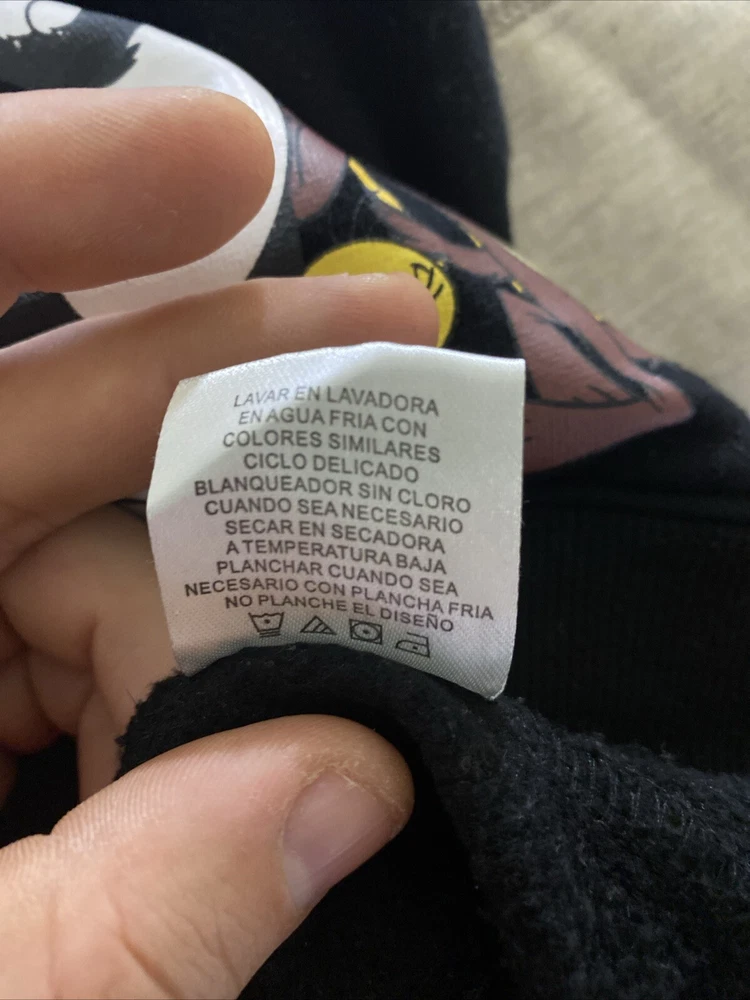 LAVAR EN LAVADORA
EN AGUA FRIA CON
COLORES SIMILARES
CICLO DELICADO
BLANQUEADOR SIN CLORO
CUANDO SEA NECESARIO
SECAR EN SECADORA
A TEMPERATURA BAJA
PLANCHAR CUANDO SEA
NECESARIO CON PLANCHA FRIA
NO PLANCHE EL DISEÑO